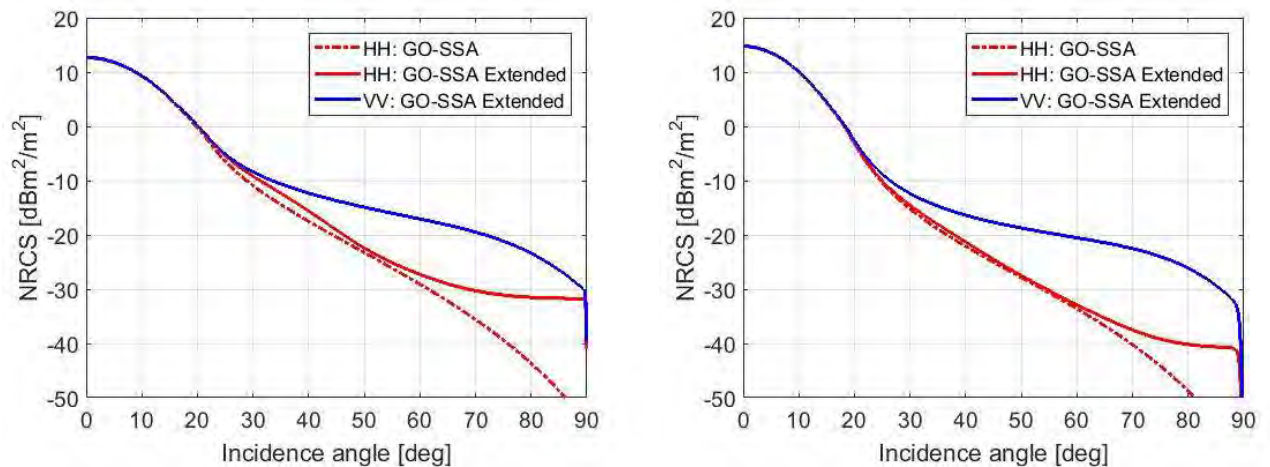 20
10
0
-10
-20
-30
-40
-50
NRCS [dBm²/m²]
HH: GO-SSA
HH: GO-SSA Extended
VV: GO-SSA Extended
0 10 20 30 40 50 60 70 80 90
Incidence angle [deg]
20
10
0
-10
-20
-30
-40
-50
NRCS [dBm²/m²]
HH: GO-SSA
HH: GO-SSA Extended
VV: GO-SSA Extended
0 10 20 30 40 50 60 70 80 90
Incidence angle [deg]